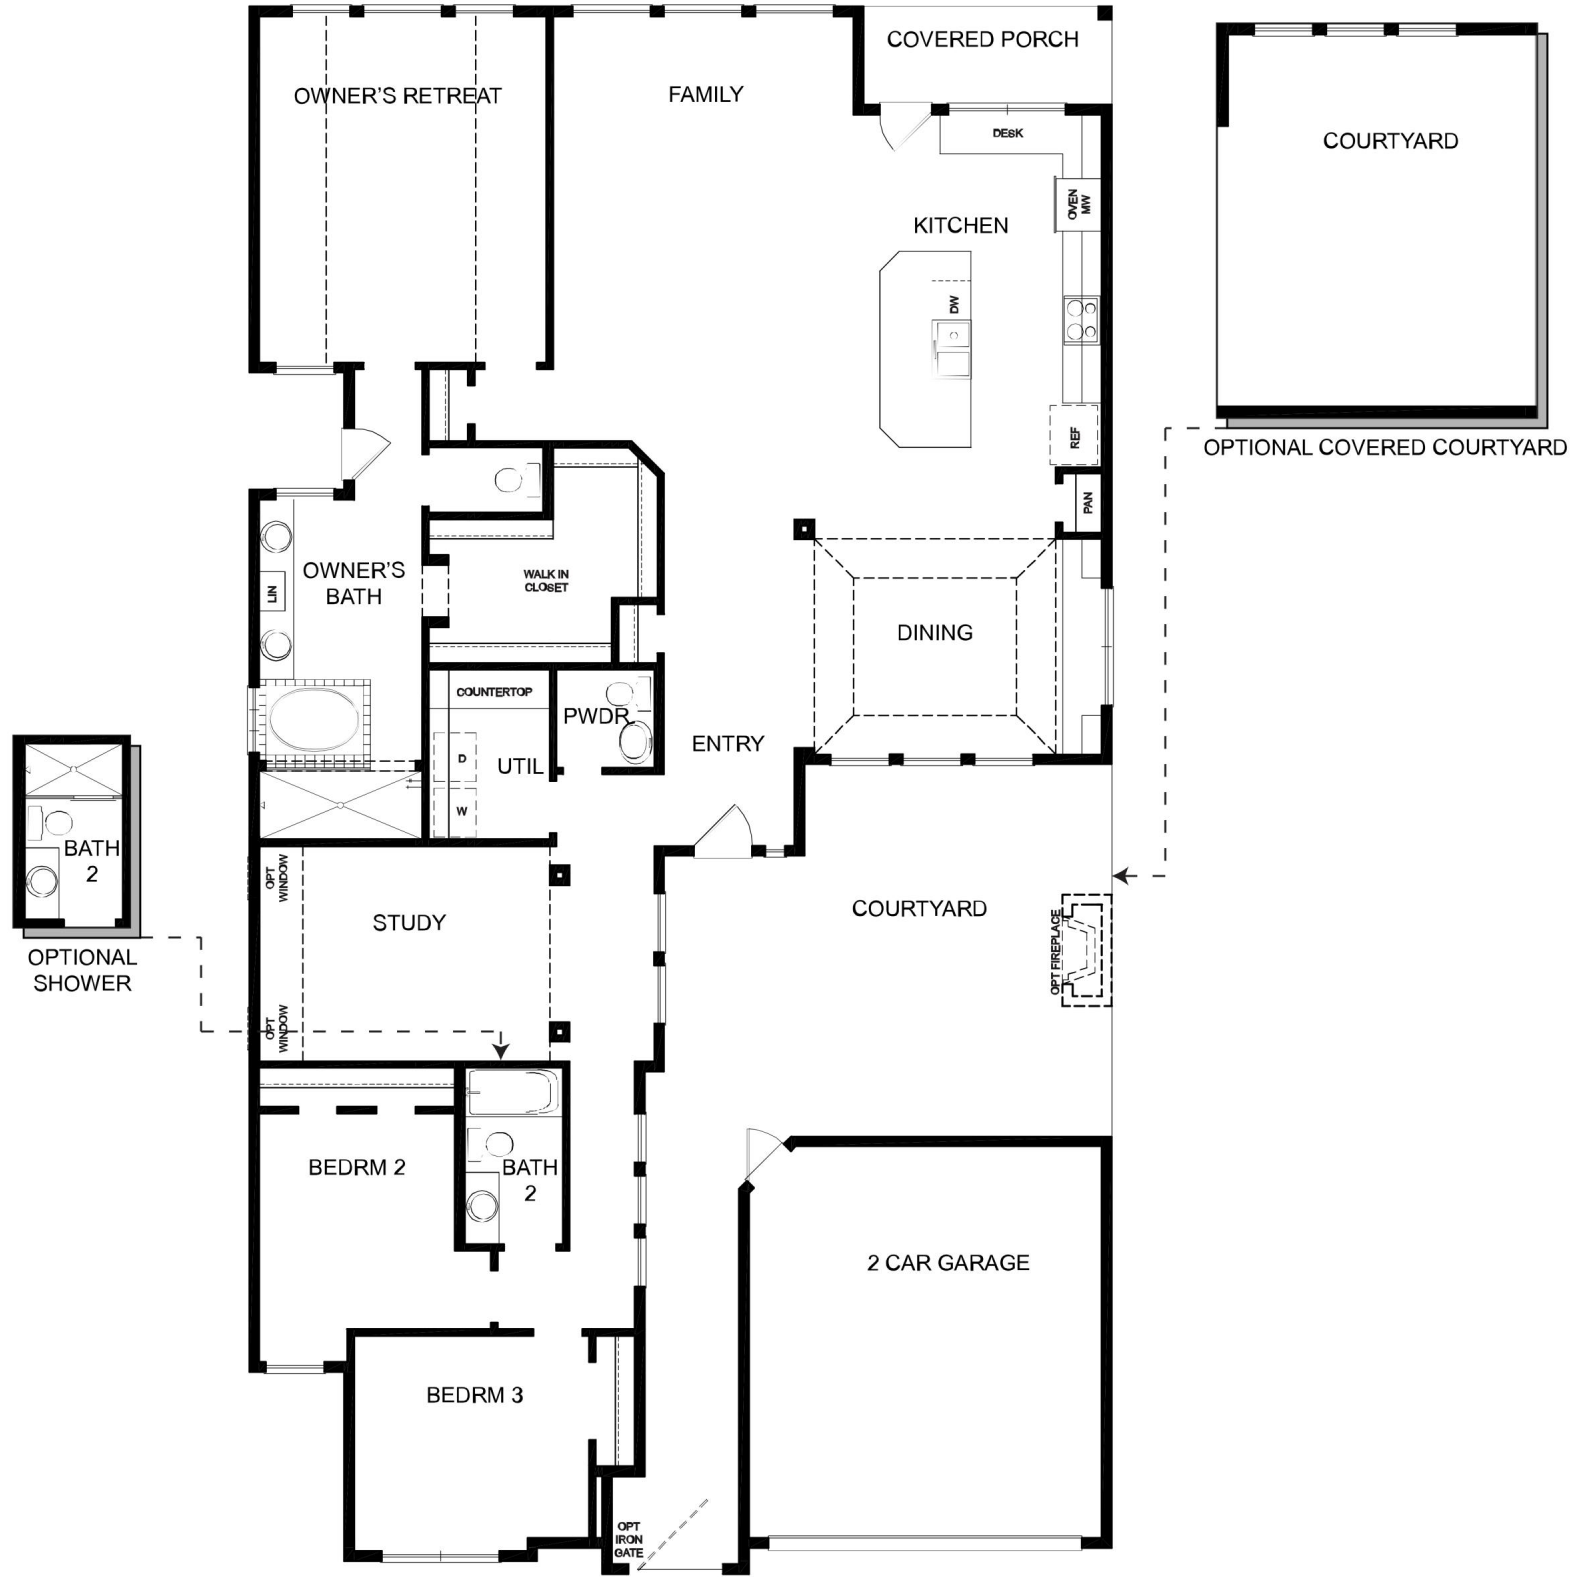 COVERED PORCH
OWNER'S RETREAT
FAMILY
DESK
COURTYARD
OVEN
MW
KITCHEN
DW
REF
OPTIONAL COVERED COURTYARD
PAN
OWNER'S
BATH
LIN
WALK IN
CLOSET
DINING
COUNTERTOP
PWDR.
ENTRY
D
UTIL
W
BATH
2
OPTIONAL
SHOWER
OPT
WINDOW
STUDY
COURTYARD
OPT FIREPLACE
OPT
WINDOW
BEDRM 2
BATH
2
2 CAR GARAGE
BEDRM 3
OPT
IRON
GATE